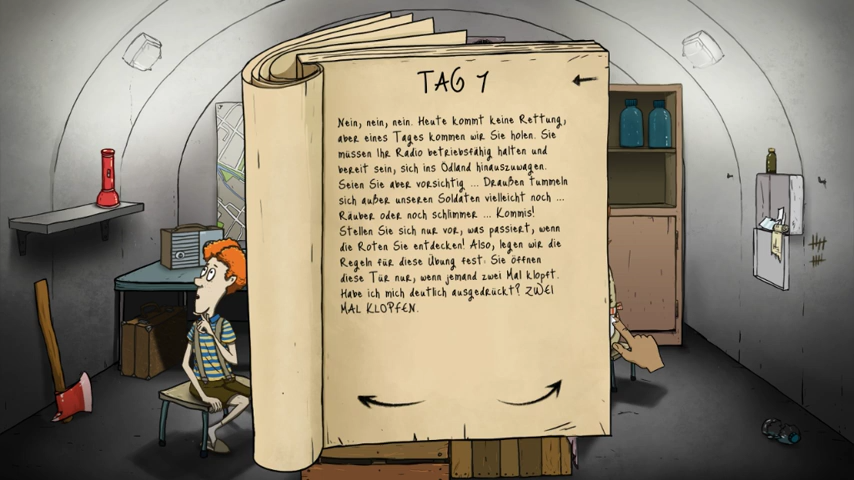 TAG 1
Nein, nein, nein. Heute kommt keine Rettung,
aber eines Tages kommen wir Sie holen. Sie
müssen Ihr Radio betriebsfähig halten und
bereit sein, sich ins Ödland hinauszuwagen.
Seien Sie aber vorsichtig ... Draußen tummeln
sich außer unseren Soldaten vielleicht noch ...
Räuber oder noch schlimmer ... Kommis!
Stellen Sie sich nur vor, was passiert, wenn
die Roten Sie entdecken! Also, legen wir die
Regeln für diese Übung fest. Sie öffnen
diese Tür nur, wenn jemand zwei Mal klopft.
Habe ich mich deutlich ausgedrückt? ZWEI
MAL KLOPFEN.